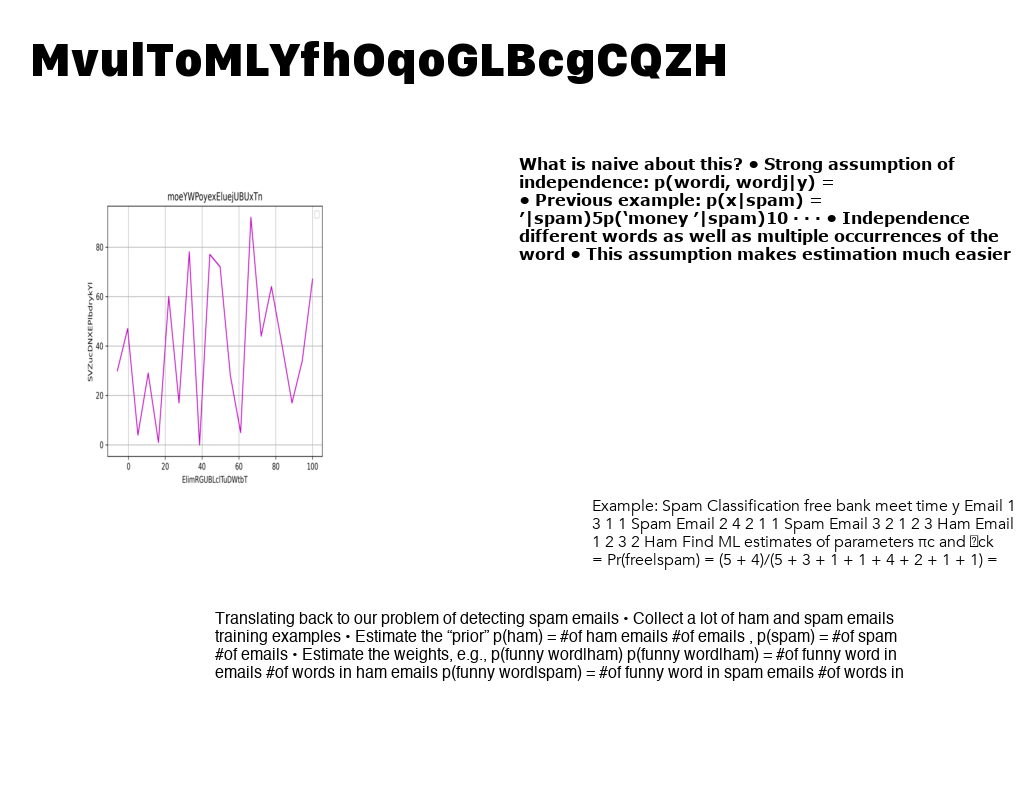 MvulToMLYfhOqoGLBcgCQZH
moeYWPoyexEluejUBUxTn
80
60
40
20
0
SVZucDNXEPlbdrykYI
0 20 40 60 80 100
ElimRGUBLclTuDWtbT
What is naive about this? • Strong assumption of
independence: p(wordi, wordj|y) =
• Previous example: p(x|spam) =
’|spam)5p(‘money ’|spam)10 · · · • Independence
different words as well as multiple occurrences of the
word • This assumption makes estimation much easier
Example: Spam Classification free bank meet time y Email 1
3 1 1 Spam Email 2 4 2 1 1 Spam Email 3 2 1 2 3 Ham Email
1 2 3 2 Ham Find ML estimates of parameters πc and ck
= Pr(free|spam) = (5 + 4)/(5 + 3 + 1 + 1 + 4 + 2 + 1 + 1) =
Translating back to our problem of detecting spam emails • Collect a lot of ham and spam emails
training examples • Estimate the “prior” p(ham) = #of ham emails #of emails , p(spam) = #of spam
#of emails • Estimate the weights, e.g., p(funny word|ham) p(funny word|ham) = #of funny word in
emails #of words in ham emails p(funny word|spam) = #of funny word in spam emails #of words in